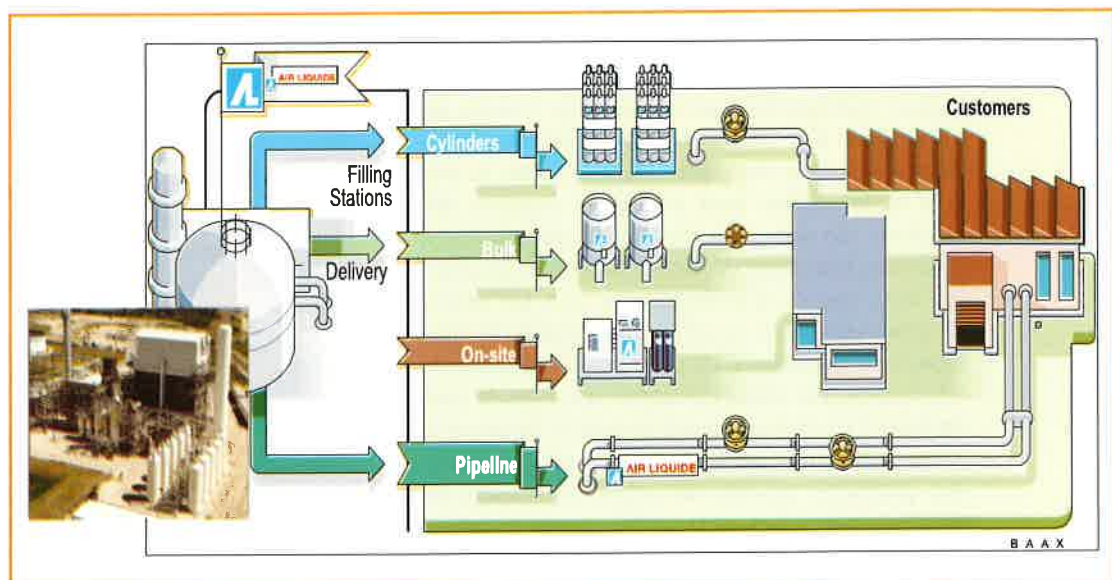 AIR LIQUIDE
Customers
Cylinders
Filling
Stations
Bulk
Delivery
On-site
Pipeline
AIR LIQUIDE
B A A X